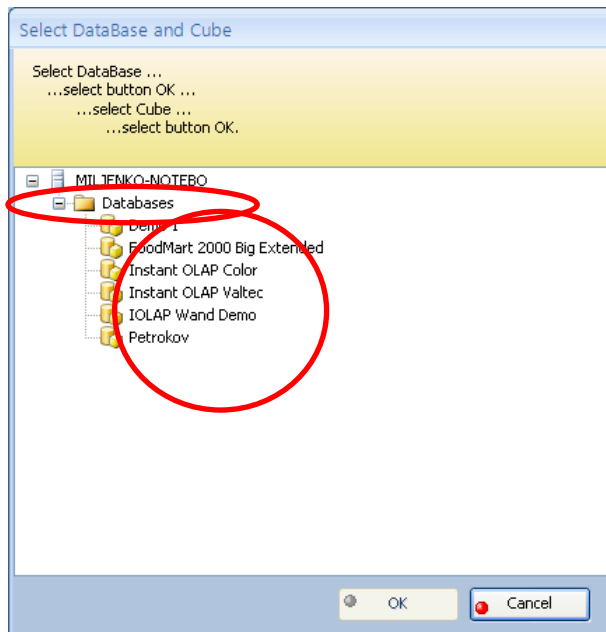 Select DataBase and Cube
Select DataBase ...
...select button OK ...
...select Cube ...
...select button OK.
MILJENKO-NOTEBO
Databases
Demo 1
FoodMart 2000 Big Extended
Instant OLAP Color
Instant OLAP Valtec
IOLAP Wand Demo
Petrokov
OK
Cancel